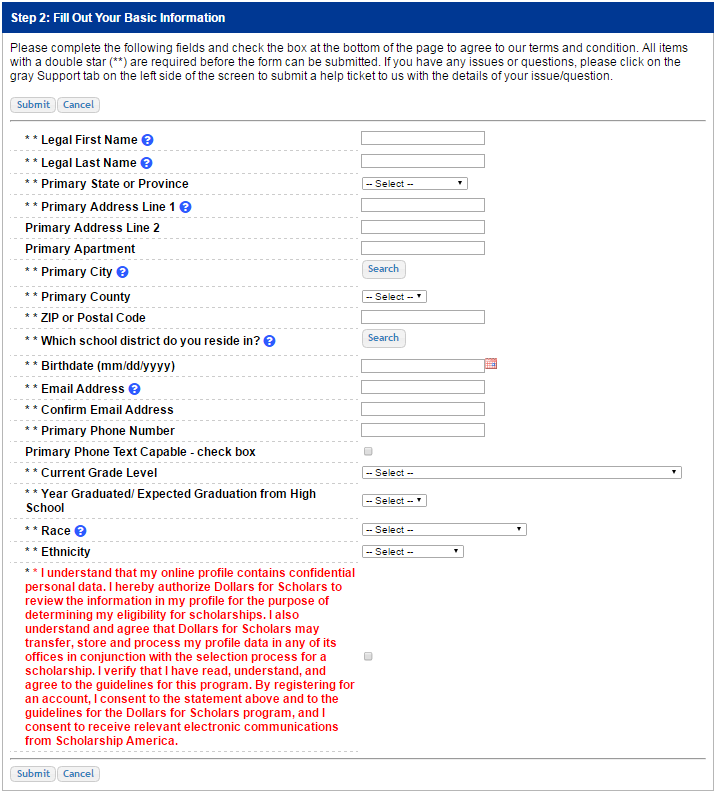 Step 2: Fill Out Your Basic Information
Please complete the following fields and check the box at the bottom of the page to agree to our terms and condition. All items
with a double star (**) are required before the form can be submitted. If you have any issues or questions, please click on the
gray Support tab on the left side of the screen to submit a help ticket to us with the details of your issue/question.
Submit Cancel
* * Legal First Name ?
* * Legal Last Name ?
* * Primary State or Province -- Select --
* * Primary Address Line 1 ?
Primary Address Line 2
Primary Apartment
* * Primary City ? Search
* * Primary County -- Select --
* * ZIP or Postal Code
* * Which school district do you reside in? ? Search
* * Birthdate (mm/dd/yyyy)
* * Email Address ?
* * Confirm Email Address
* * Primary Phone Number
Primary Phone Text Capable - check box
* * Current Grade Level -- Select --
* * Year Graduated/ Expected Graduation from High
School -- Select --
* * Race ? -- Select --
* * Ethnicity -- Select --
* * I understand that my online profile contains confidential
personal data. I hereby authorize Dollars for Scholars to
review the information in my profile for the purpose of
determining my eligibility for scholarships. I also
understand and agree that Dollars for Scholars may
transfer, store and process my profile data in any of its
offices in conjunction with the selection process for a
scholarship. I verify that I have read, understand, and
agree to the guidelines for this program. By registering for
an account, I consent to the statement above and to the
guidelines for the Dollars for Scholars program, and I
consent to receive relevant electronic communications
from Scholarship America.
Submit Cancel